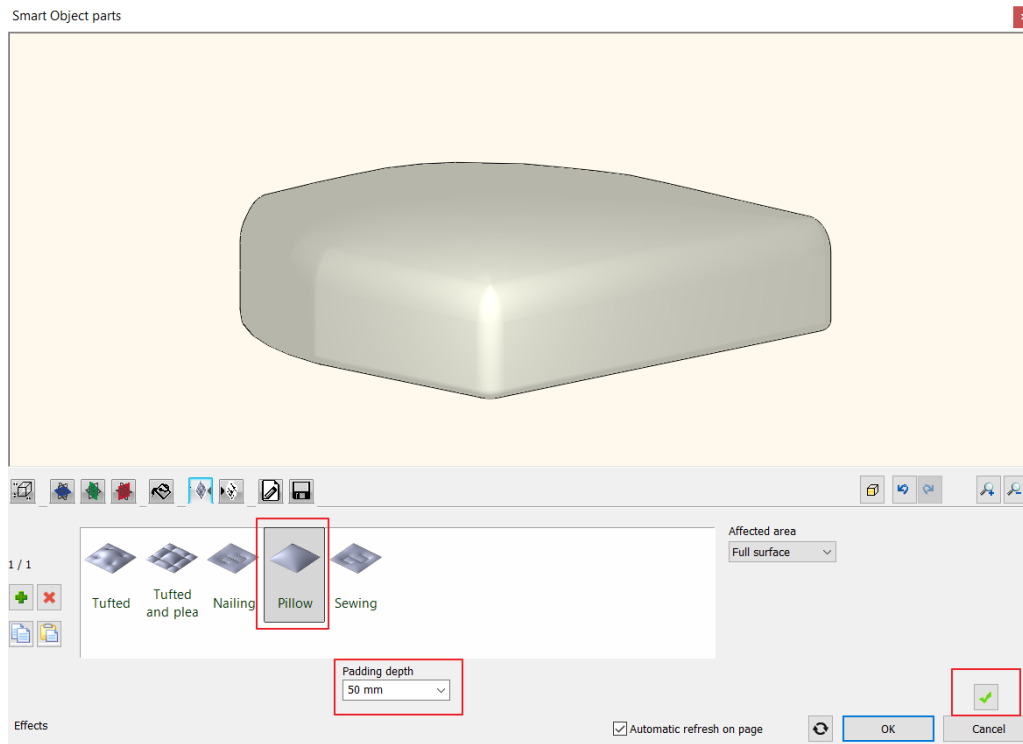 Smart Object parts
Affected area
Full surface
1 / 1
Tufted
Tufted
and plea
Nailing
Pillow
Sewing
Padding depth
50 mm
Effects
Automatic refresh on page
OK
Cancel